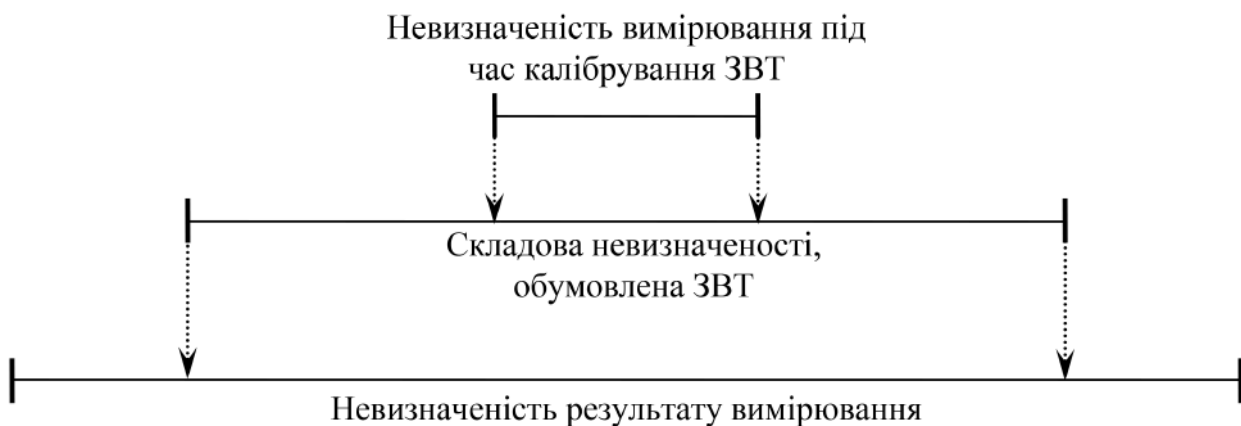 Невизначеність вимірювання під
час калібрування ЗВТ
Складова невизначеності,
обумовлена ЗВТ
Невизначеність результату вимірювання